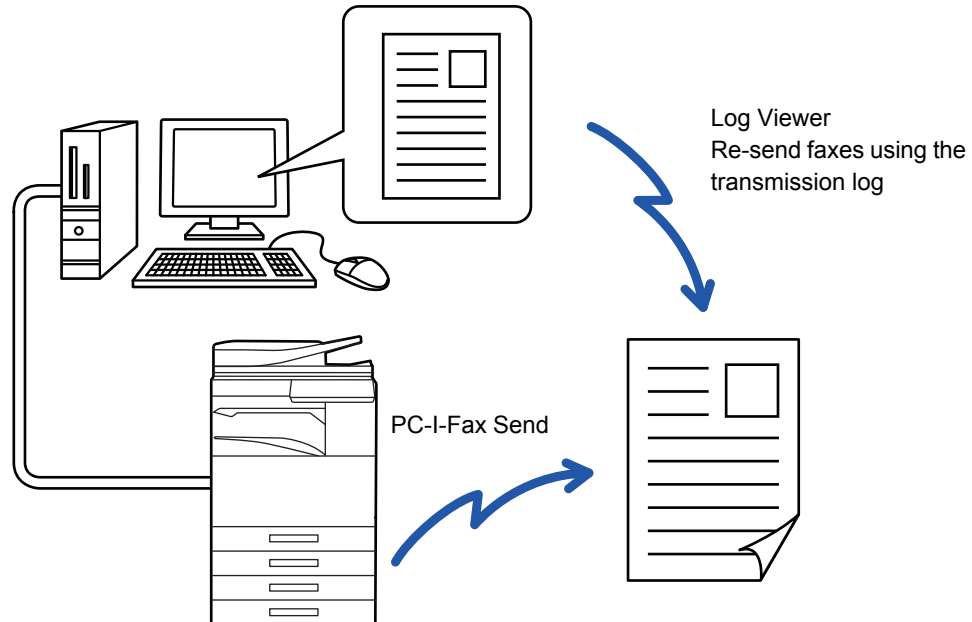 Log Viewer
Re-send faxes using the
transmission log
PC-I-Fax Send